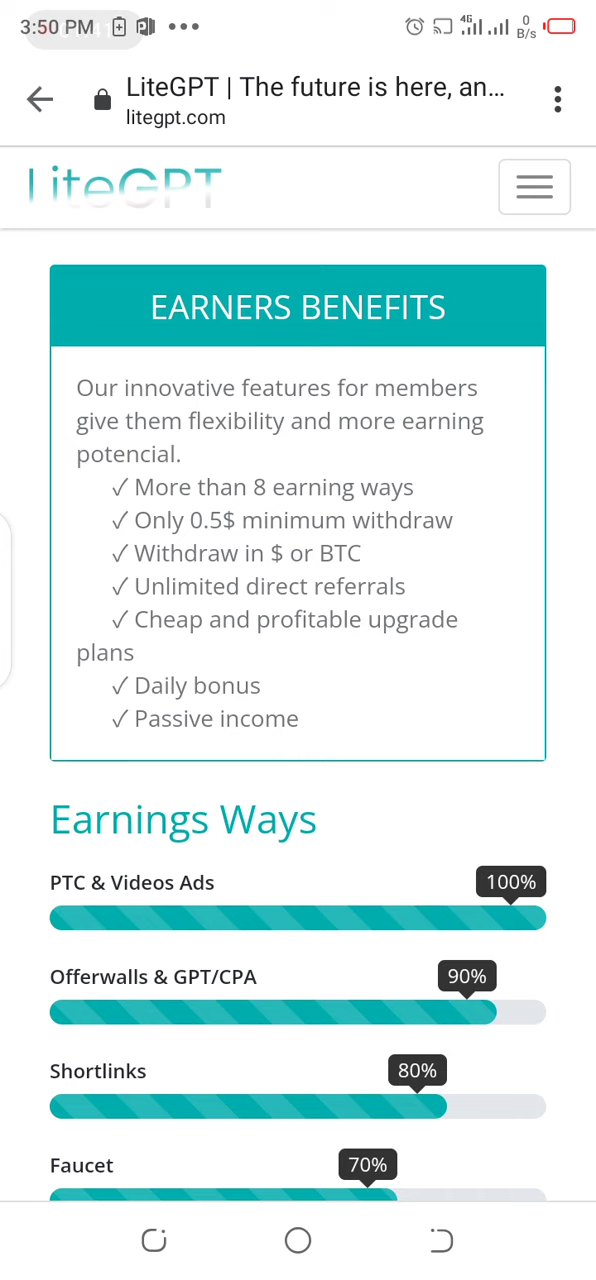 3:50 PM
4G
0
B/s
LiteGPT | The future is here, an...
litegpt.com
LiteGPT
EARNERS BENEFITS
Our innovative features for members
give them flexibility and more earning
potencial.
✓ More than 8 earning ways
✓ Only 0.5$ minimum withdraw
✓ Withdraw in $ or BTC
✓ Unlimited direct referrals
✓ Cheap and profitable upgrade
plans
✓ Daily bonus
✓ Passive income
Earnings Ways
PTC & Videos Ads
100%
Offerwalls & GPT/CPA
90%
Shortlinks
80%
Faucet
70%